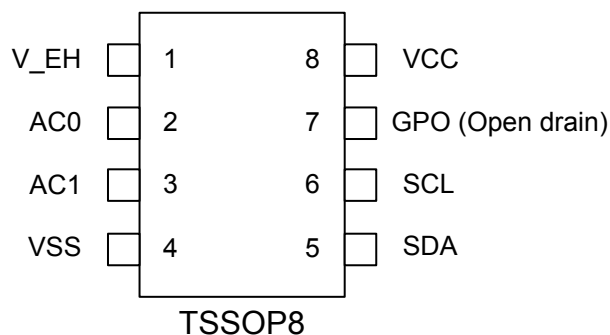 V_EH 1 8 VCC
AC0 2 7 GPO (Open drain)
AC1 3 6 SCL
VSS 4 5 SDA
TSSOP8